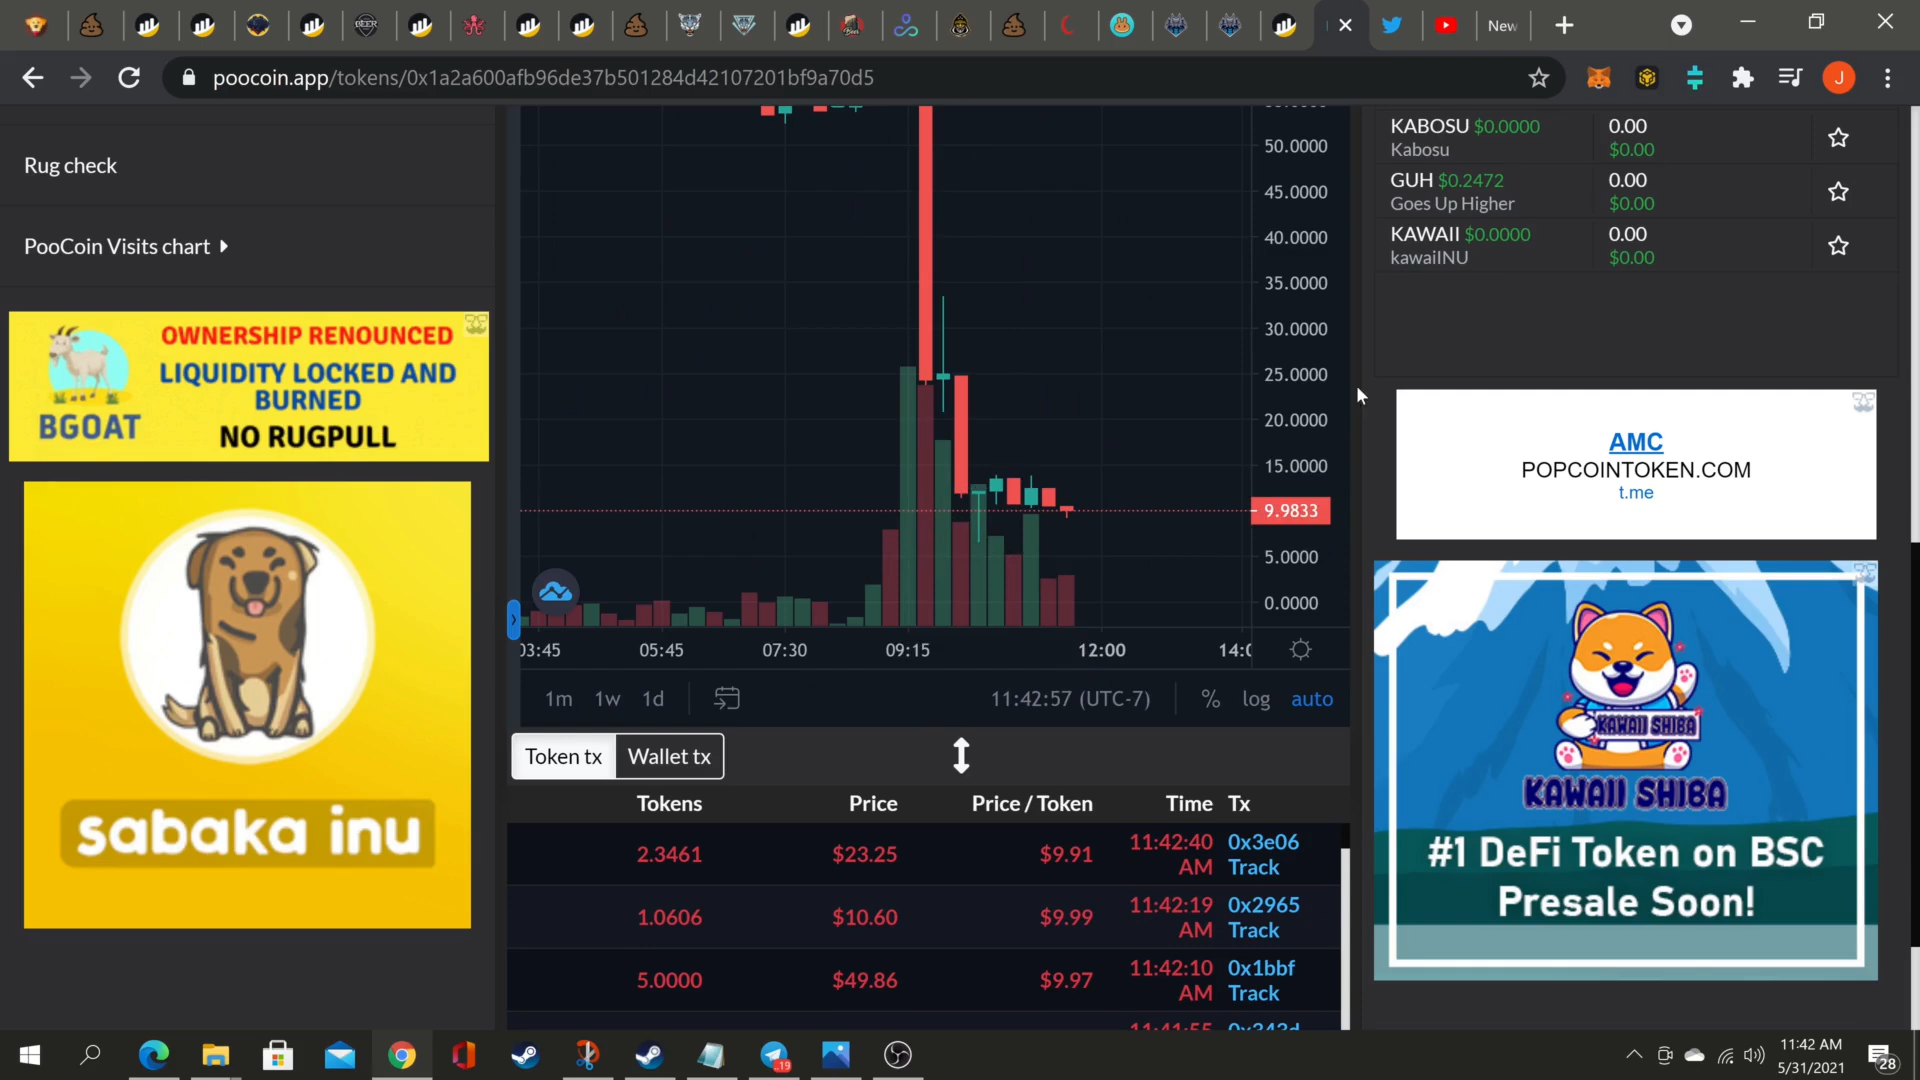 New
J
poocoin.app/tokens/0x1a2a600afb96de37b501284d42107201bf9a70d5
Rug check
PooCoin Visits chart
OWNERSHIP RENOUNCED
LIQUIDITY LOCKED AND
BURNED
NO RUGPULL
BGOAT
sabaka inu
50.0000
45.0000
40.0000
35.0000
30.0000
25.0000
20.0000
15.0000
9.9833
5.0000
0.0000
03:45 05:45 07:30 09:15 12:00
1m 1w 1d 11:42:57 (UTC-7) % log auto
Token tx Wallet tx
Tokens Price Price / Token Time Tx
2.3461 $23.25 $9.91 11:42:40 AM 0x3e06 Track
1.0606 $10.60 $9.99 11:42:19 AM 0x2965 Track
5.0000 $49.86 $9.97 11:42:10 AM 0x1bbf Track
KABOSU $0.0000 0.00
Kabosu $0.00
GUH $0.2472 0.00
Goes Up Higher $0.00
KAWAII $0.0000 0.00
kawaiINU $0.00
AMC
POPCOINTOKEN.COM
t.me
KAWAII SHIBA
KAWAII SHIBA
#1 DeFi Token on BSC
Presale Soon!
19
11:42 AM
5/31/2021
28